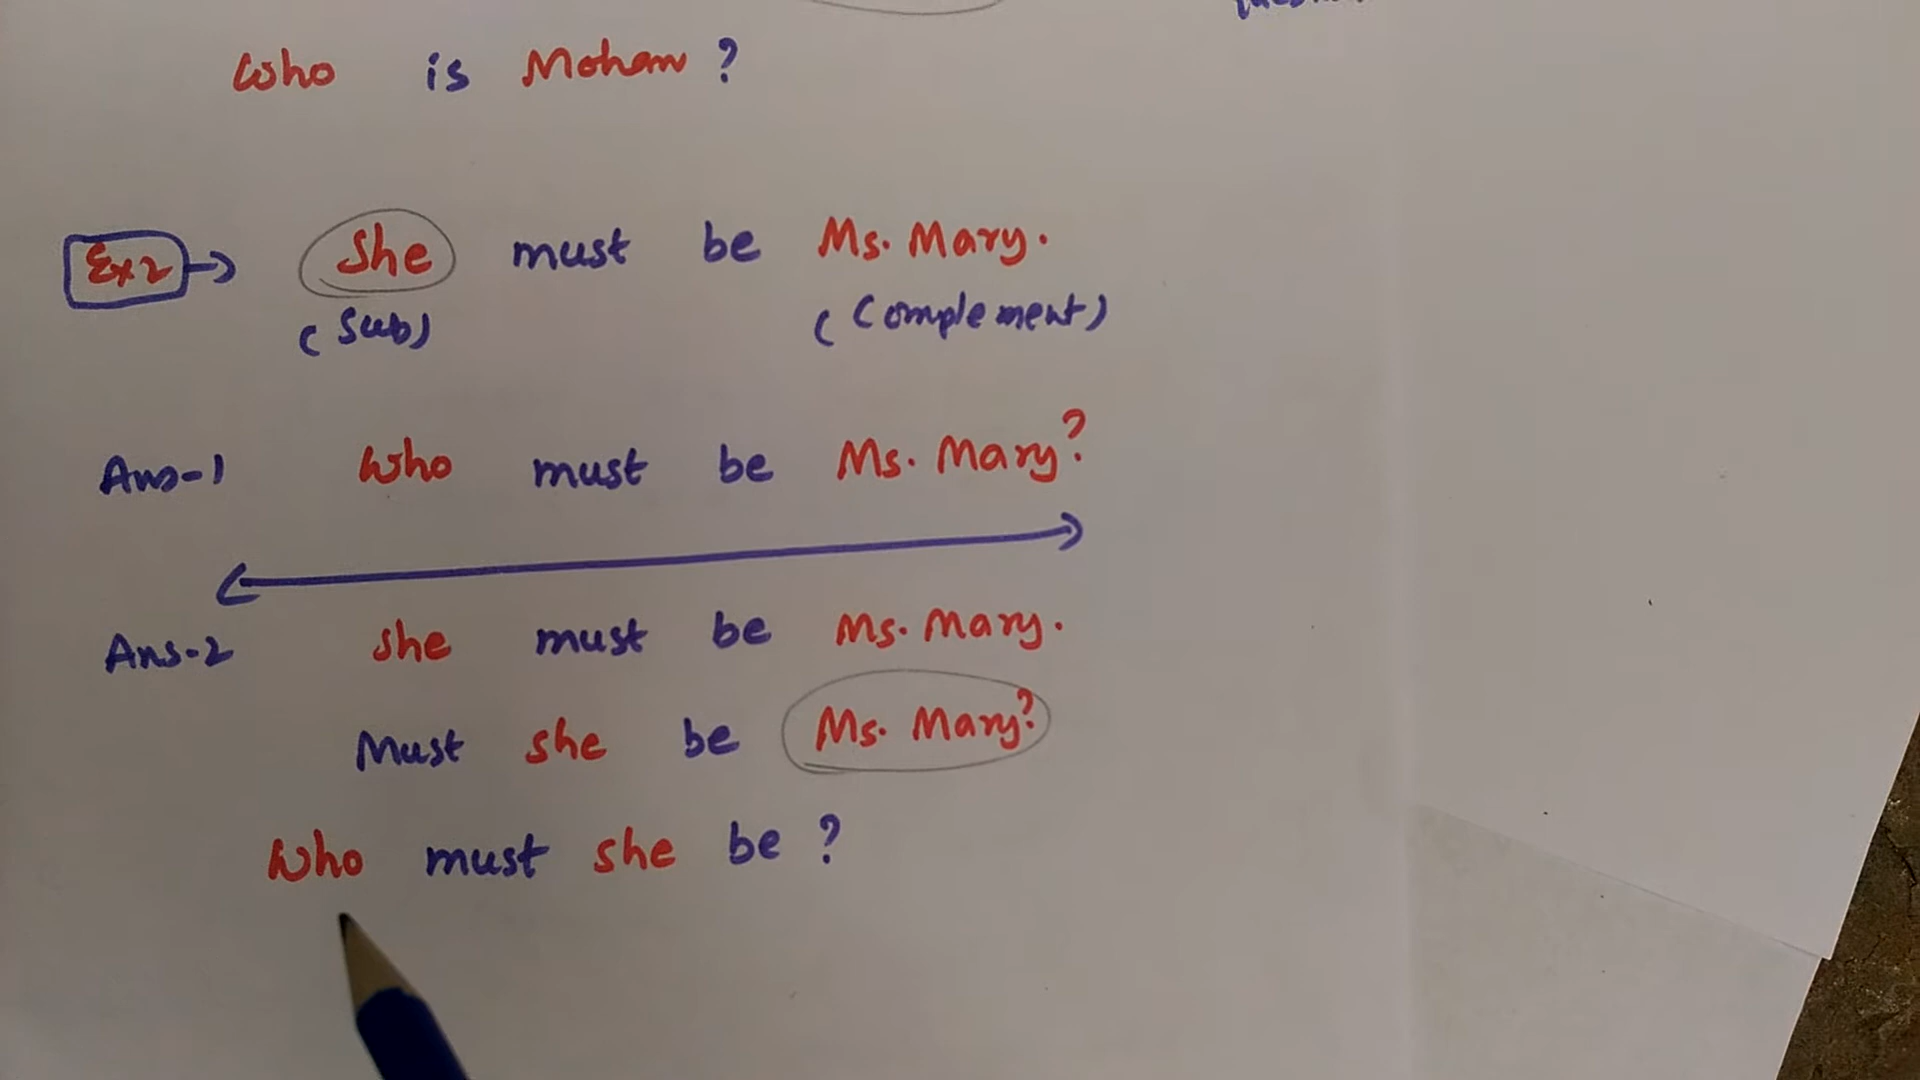 Who is Mohan ?
Ex2 → She must be Ms. Mary.
(Sub) (Complement)
Ans-1 Who must be Ms. Mary?
Ans-2 She must be Ms. Mary.
Must she be Ms. Mary?
Who must she be ?